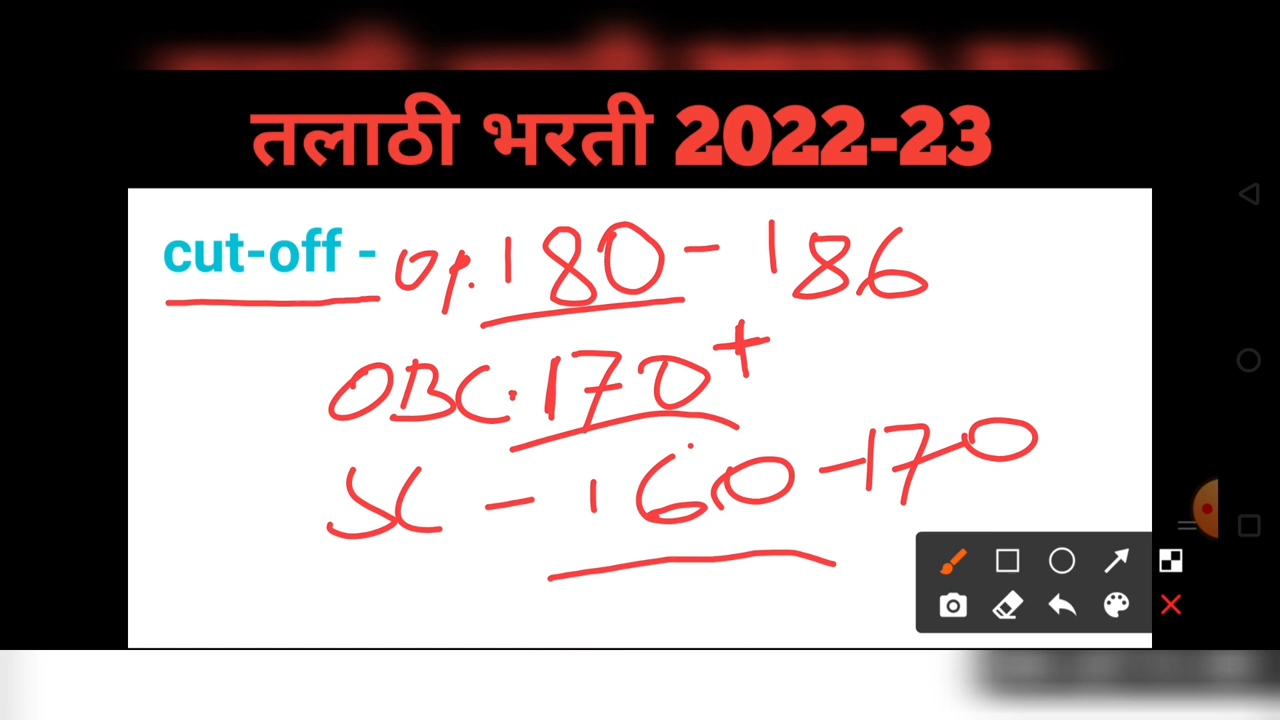 तलाठी भरती 2022-23
cut-off - Op. 180 - 186
OBC. 170+
SC - 160 - 170